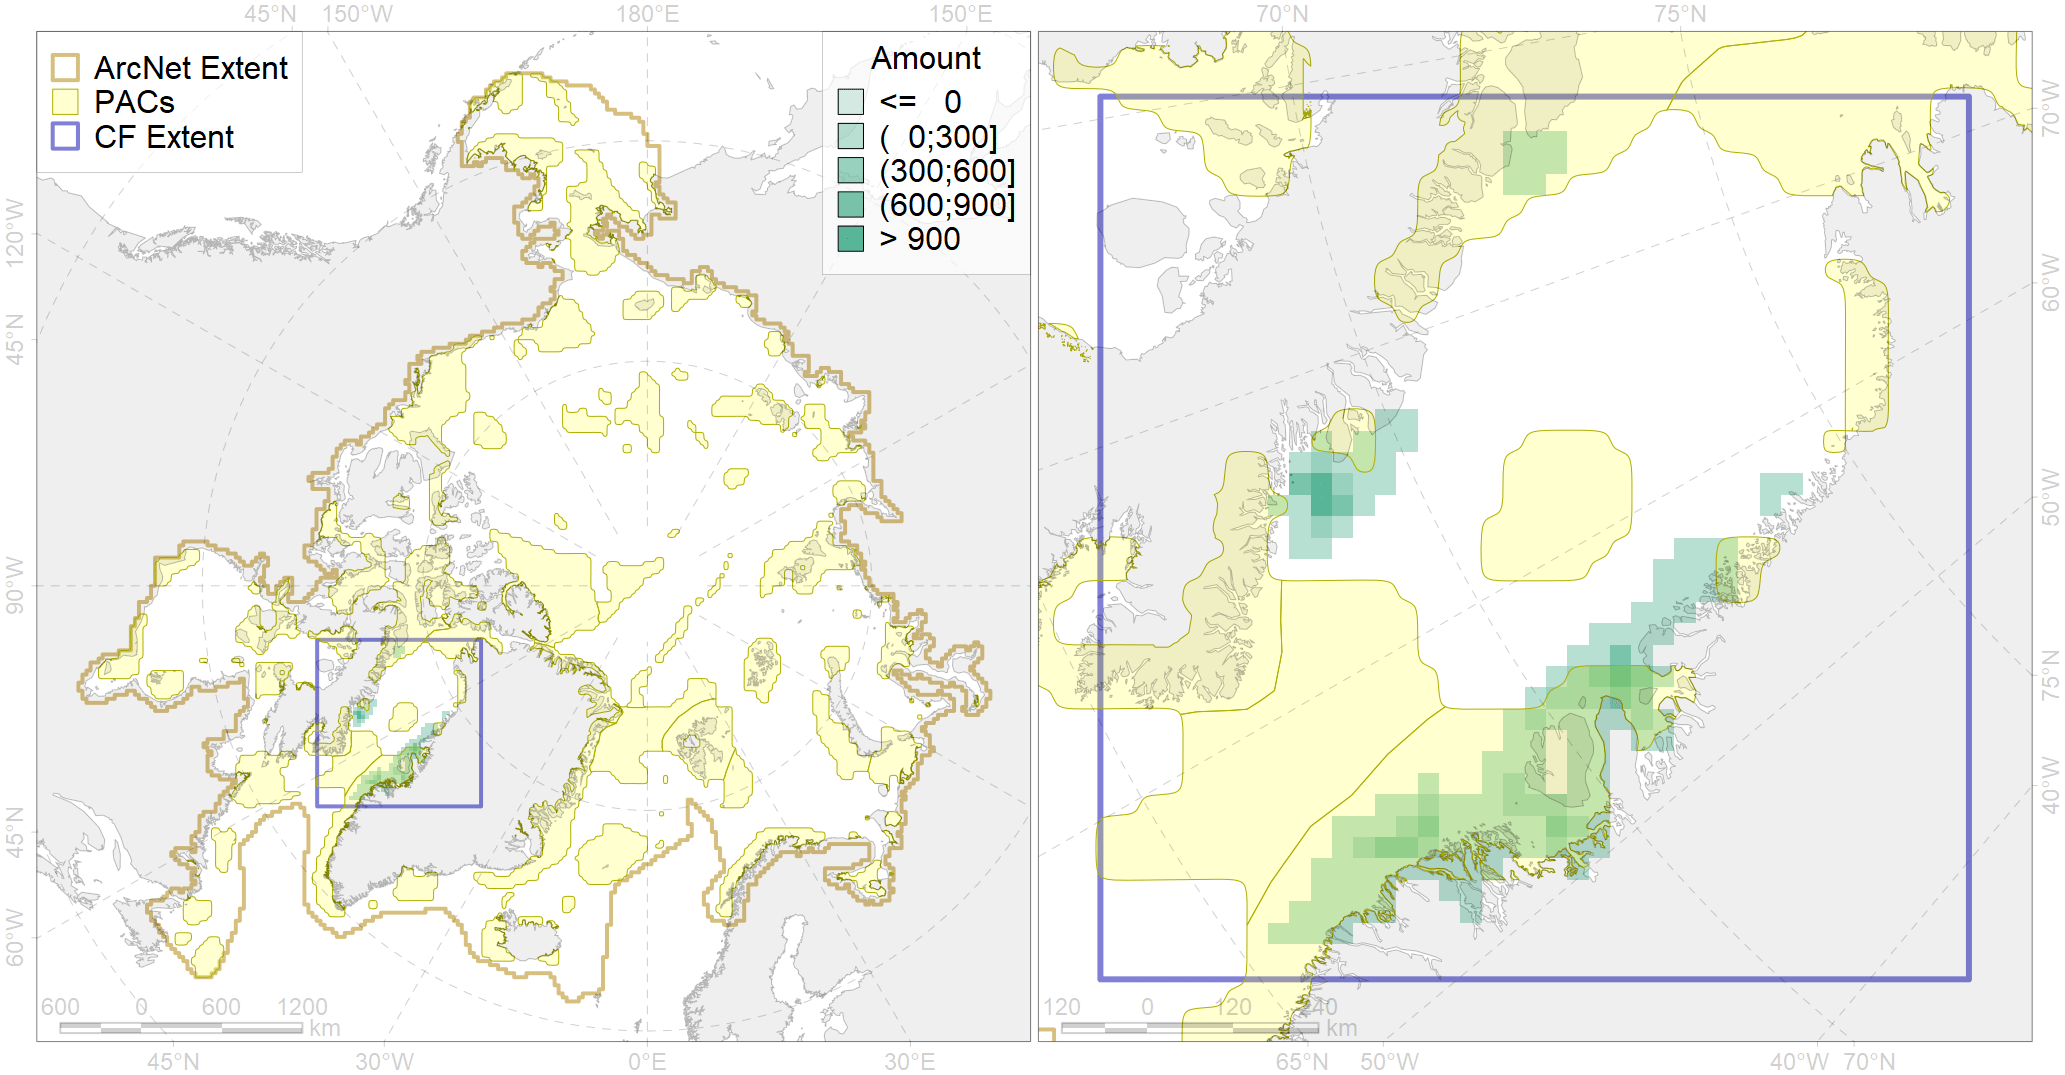 45°N 150°W 180°E 150°E 70°N 75°N
ArcNet Extent
PACs
CF Extent
Amount
<= 0
( 0;300]
(300;600]
(600;900]
> 900
120°W
45°N
90°W
45°N
60°W
70°W
60°W
50°W
75°N
40°W
600 0 600 1200
km
120 0 120 240
km
45°N 30°W 0°E 30°E 65°N 50°W 40°W 70°N